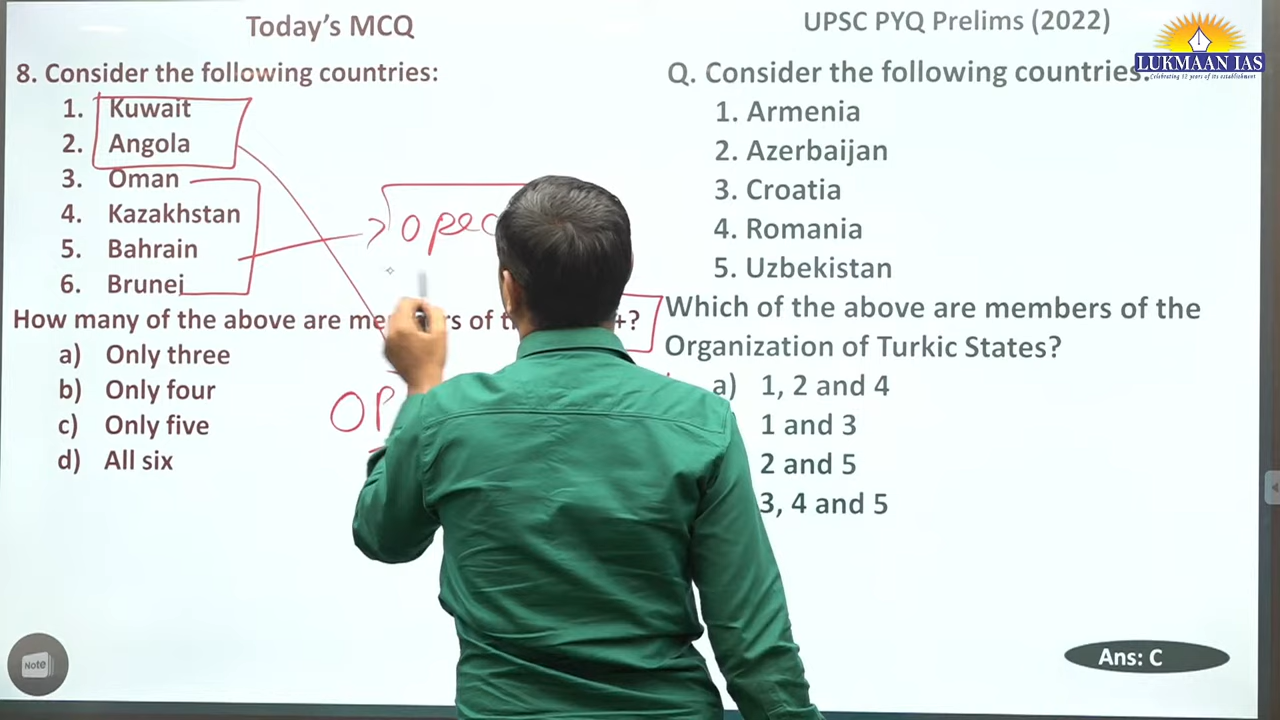 Today's MCQ
8. Consider the following countries:
1. Kuwait
2. Angola
3. Oman
4. Kazakhstan
5. Bahrain
6. Brunei
How many of the above are of +?
a) Only three
b) Only four
c) Only five
d) All six
opec
OP
UPSC PYQ Prelims (2022)
LUKMAAN IAS
Celebrating 12 years of its establishment
Q. Consider the following countries:
1. Armenia
2. Azerbaijan
3. Croatia
4. Romania
5. Uzbekistan
Which of the above are members of the
Organization of Turkic States?
a) 1, 2 and 4
1 and 3
2 and 5
3, 4 and 5
Ans: C
Note